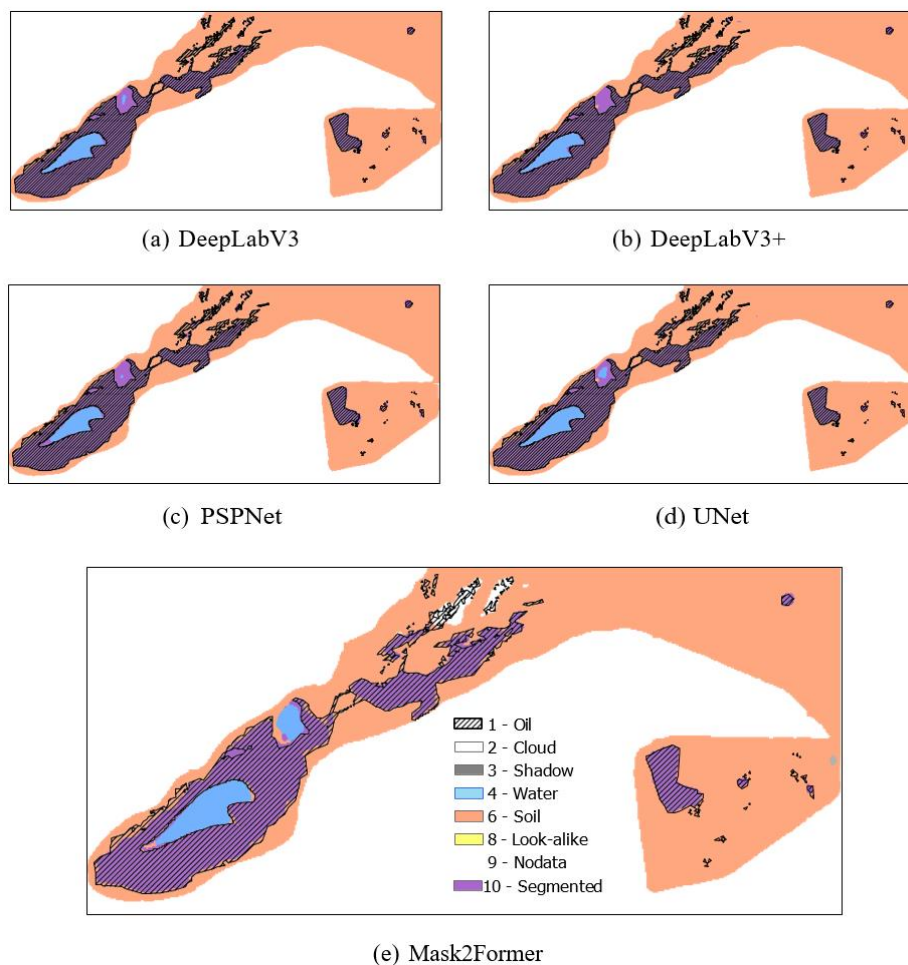 (a) DeepLabV3
(b) DeepLabV3+
(c) PSPNet
(d) UNet
1 - Oil
2 - Cloud
3 - Shadow
4 - Water
6 - Soil
8 - Look-alike
9 - Nodata
10 - Segmented
(e) Mask2Former